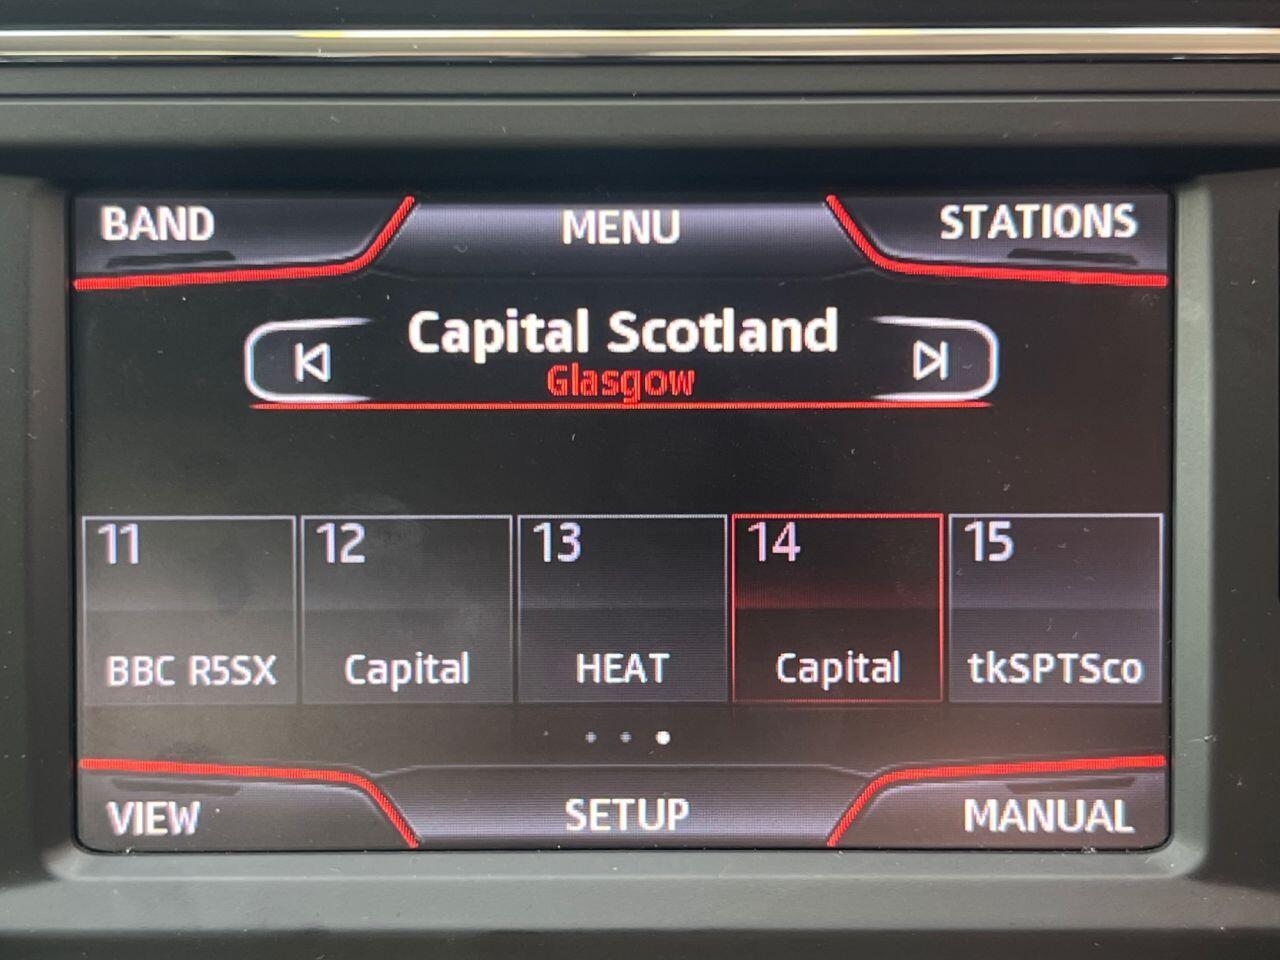 BAND MENU STATIONS
Capital Scotland
Glasgow
11 12 13 14 15
BBC R5SX Capital HEAT Capital tkSPTSco
VIEW SETUP MANUAL